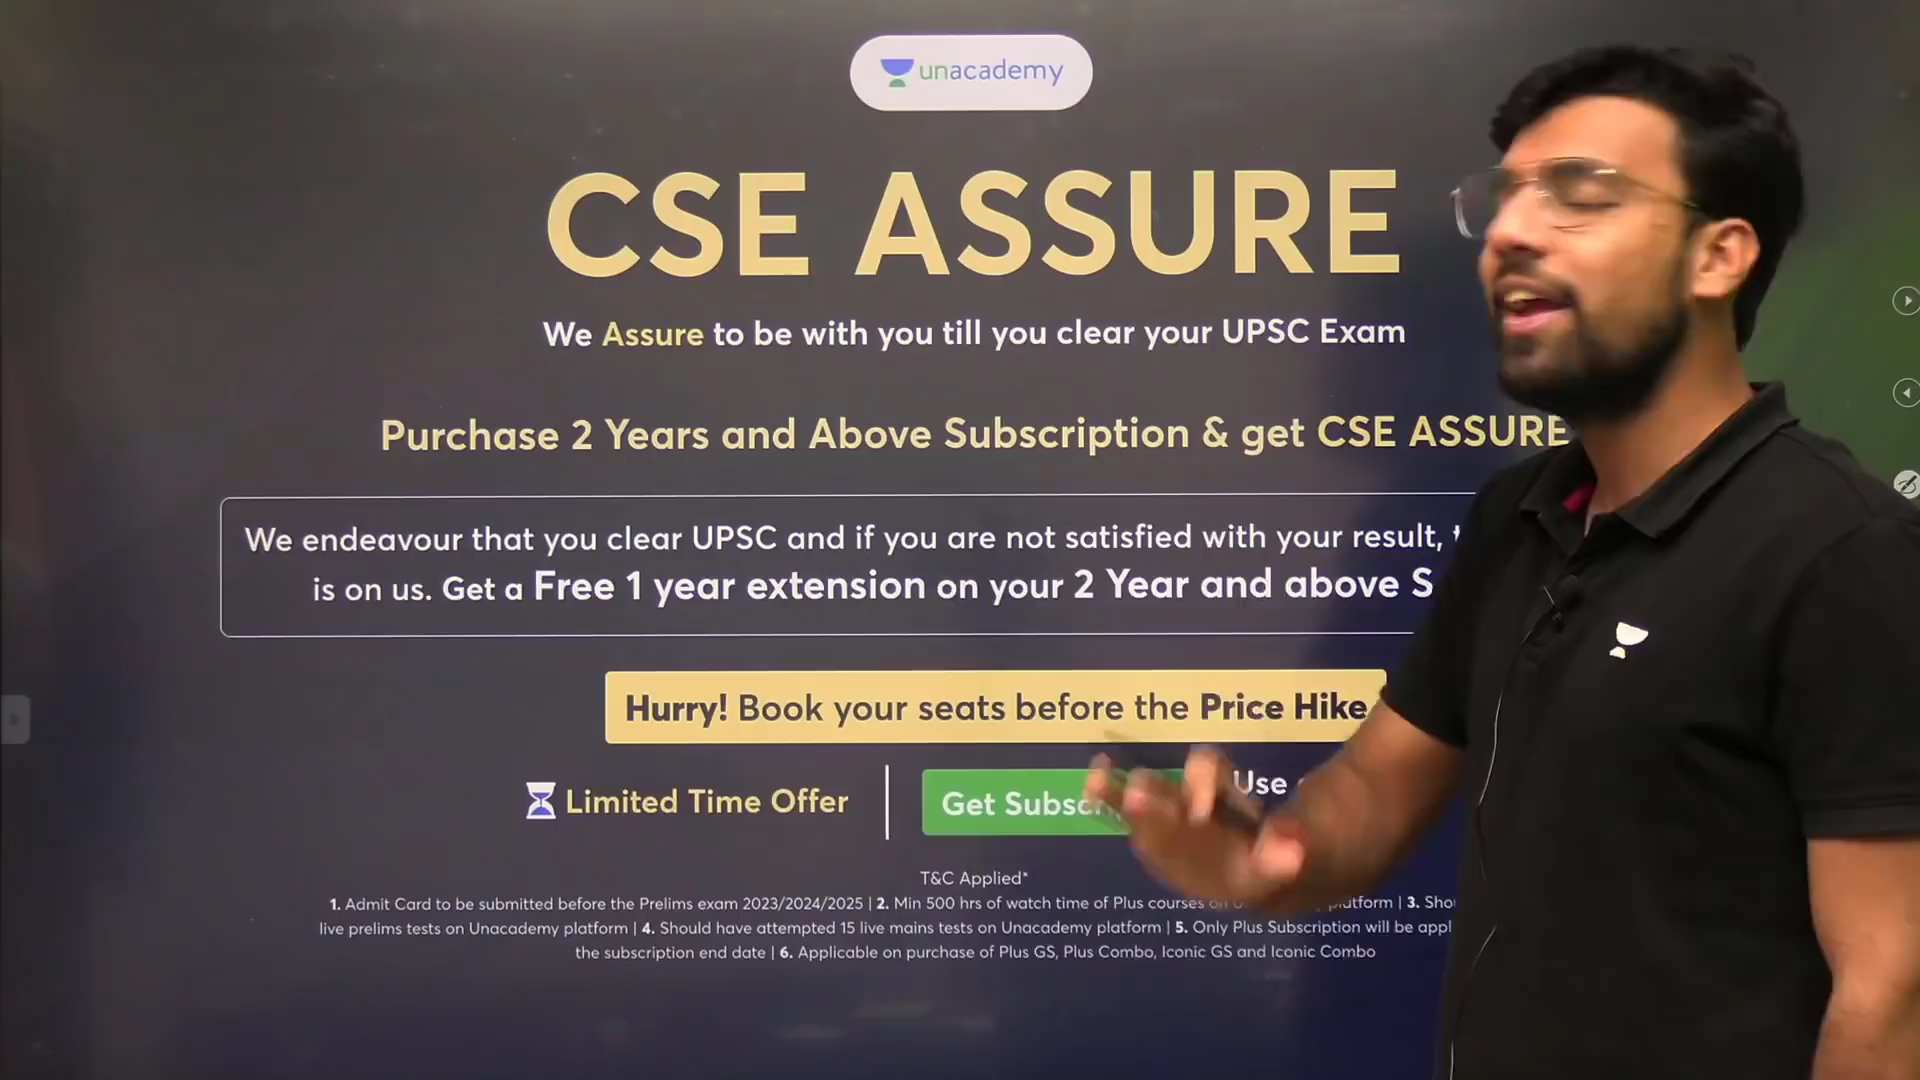 unacademy
CSE ASSURE
We Assure to be with you till you clear your UPSC Exam
Purchase 2 Years and Above Subscription & get CSE ASSURE
We endeavour that you clear UPSC and if you are not satisfied with your result,
is on us. Get a Free 1 year extension on your 2 Year and above
Hurry! Book your seats before the Price Hike
Limited Time Offer
Get
Use
T&C Applied*
1. Admit Card to be submitted before the Prelims exam 2023/2024/2025 | 2. Min 500 hrs of watch time of Plus courses on | 3.
live prelims tests on Unacademy platform | 4. Should have attempted 15 live mains tests on Unacademy platform | 5. Only Plus Subscription will be
the subscription end date | 6. Applicable on purchase of Plus GS, Plus Combo, Iconic GS and Iconic Combo